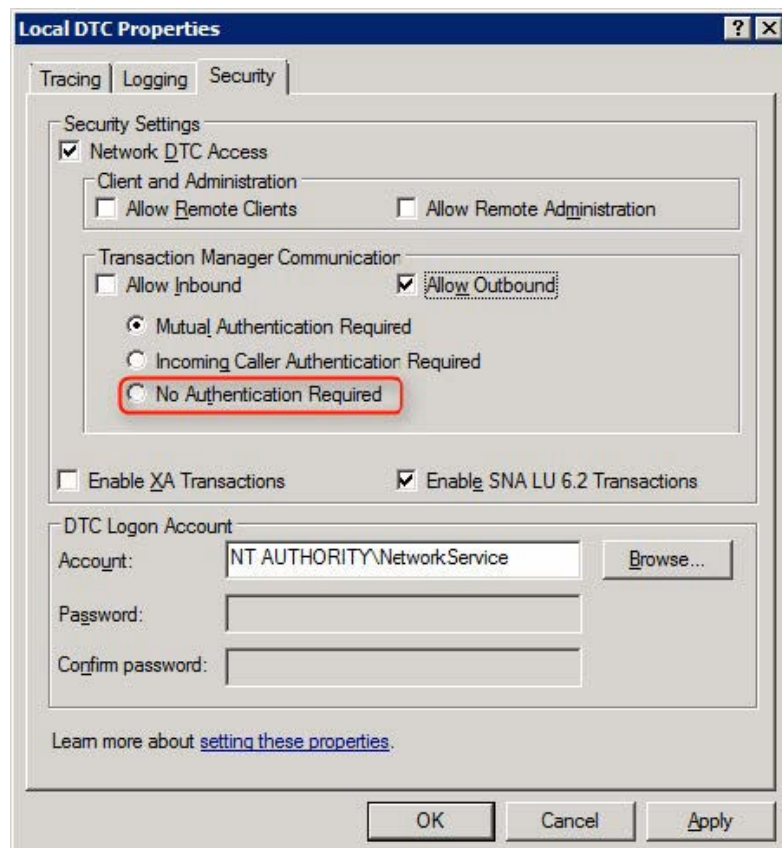 Local DTC Properties
Tracing Logging Security
Security Settings
Network DTC Access
Client and Administration
Allow Remote Clients Allow Remote Administration
Transaction Manager Communication
Allow Inbound Allow Outbound
Mutual Authentication Required
Incoming Caller Authentication Required
No Authentication Required
Enable XA Transactions Enable SNA LU 6.2 Transactions
DTC Logon Account
Account: NT AUTHORITY\NetworkService Browse...
Password:
Confirm password:
Learn more about setting these properties.
OK Cancel Apply